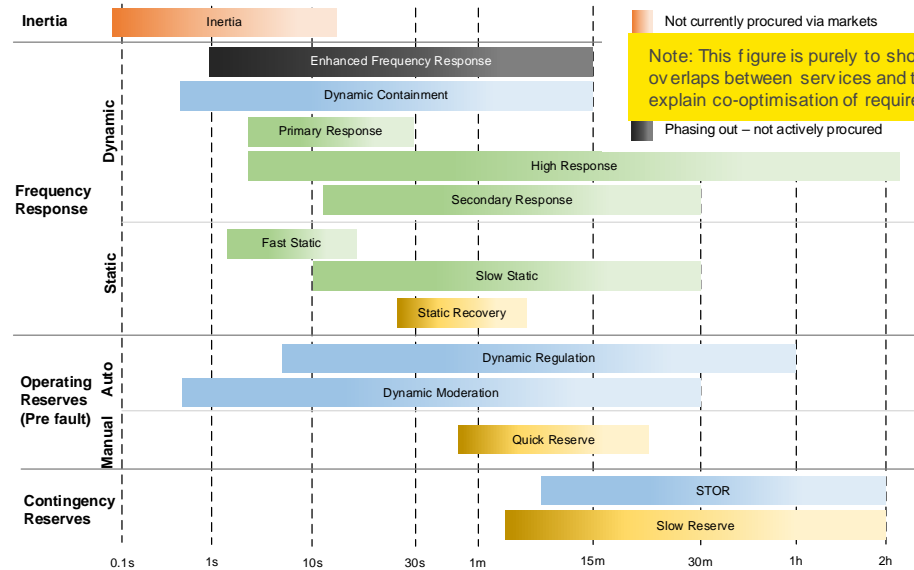 Inertia
Inertia
Not currently procured via markets
Note: This figure is purely to sho
overlaps between services and t
explain co-optimisation of require
Phasing out – not actively procured
Dynamic
Enhanced Frequency Response
Dynamic Containment
Primary Response
High Response
Secondary Response
Frequency
Response
Static
Fast Static
Slow Static
Static Recovery
Operating
Reserves
(Pre fault)
Auto
Dynamic Regulation
Dynamic Moderation
Manual
Quick Reserve
Contingency
Reserves
STOR
Slow Reserve
0.1s 1s 10s 30s 1m 15m 30m 1h 2h